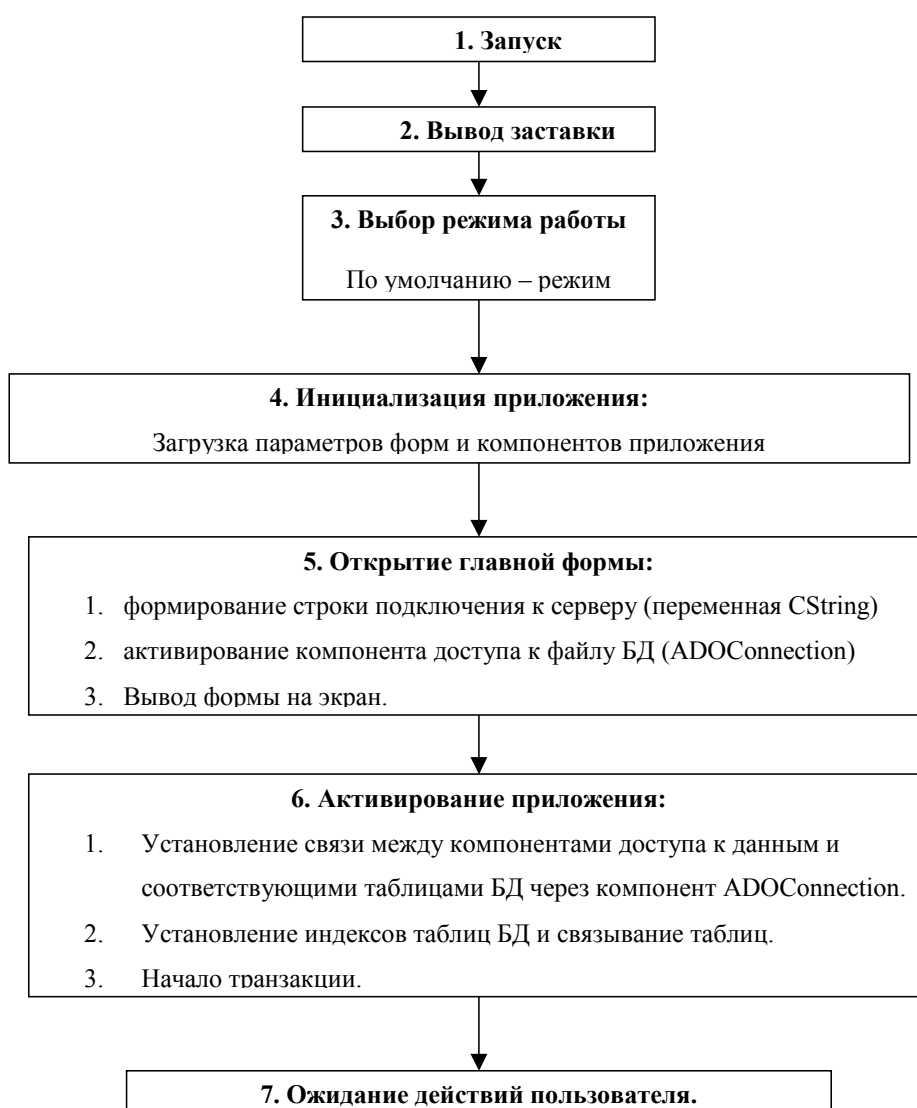 1. Запуск
2. Вывод заставки
3. Выбор режима работы
По умолчанию – режим
4. Инициализация приложения:
Загрузка параметров форм и компонентов приложения
5. Открытие главной формы:
1. формирование строки подключения к серверу (переменная CString)
2. активирование компонента доступа к файлу БД (ADOConnection)
3. Вывод формы на экран.
6. Активирование приложения:
1. Установление связи между компонентами доступа к данным и
соответствующими таблицами БД через компонент ADOConnection.
2. Установление индексов таблиц БД и связывание таблиц.
3. Начало транзакции.
7. Ожидание действий пользователя.